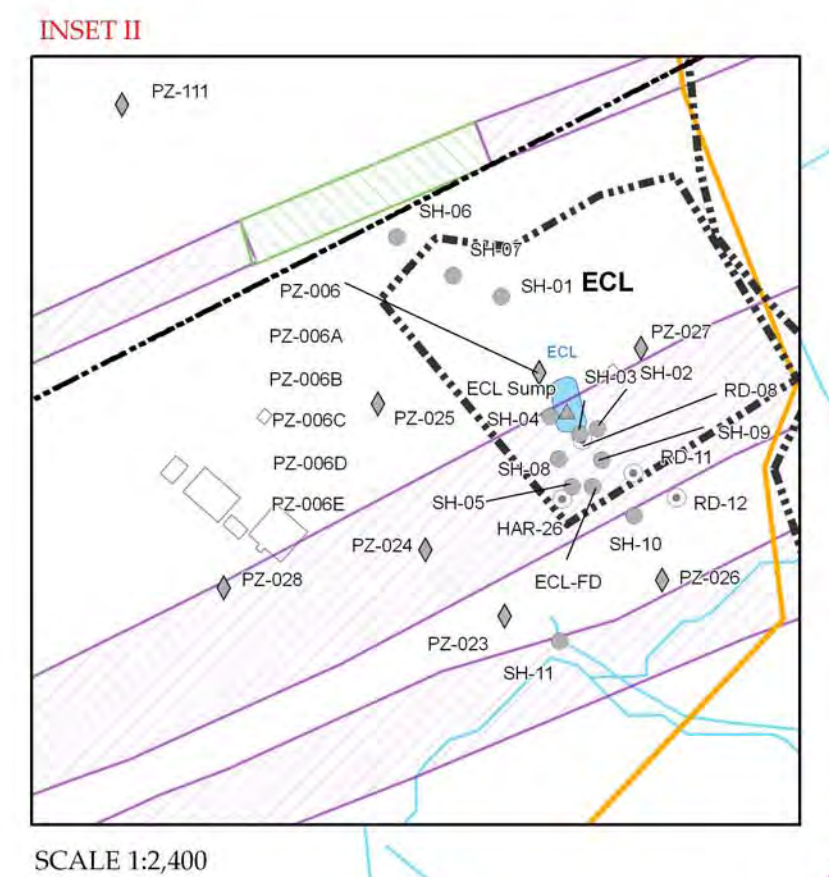 INSET II
PZ-111
SH-06
SH-07
PZ-006
SH-01
ECL
PZ-006A
PZ-027
ECL
PZ-006B
ECL Sump
SH-03
SH-02
RD-08
PZ-006C
PZ-025
SH-04
SH-09
PZ-006D
SH-08
RD-11
PZ-006E
SH-05
RD-12
HAR-26
PZ-024
SH-10
PZ-028
ECL-FD
PZ-026
PZ-023
SH-11
SCALE 1:2,400